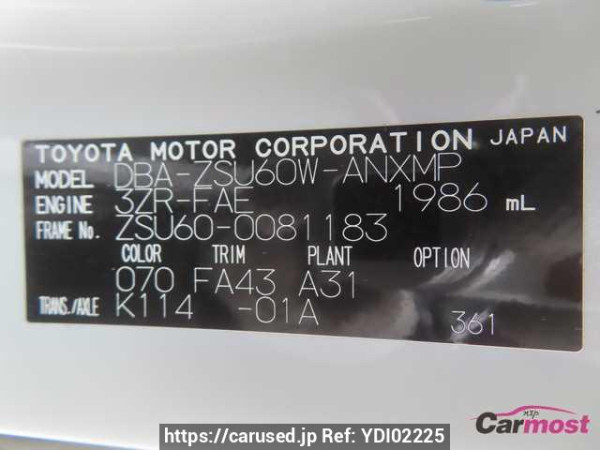 TOYOTA MOTOR CORPORATION JAPAN
MODEL DBA-ZSU60W-ANXMP
ENGINE 3ZR-FAE 1986 mL
FRAME No. ZSU60-0081183
COLOR TRIM PLANT OPTION
070 FA43 A31
TRANS./AXLE K114 -01A
361
Carmost
https://carused.jp Ref: YDI02225